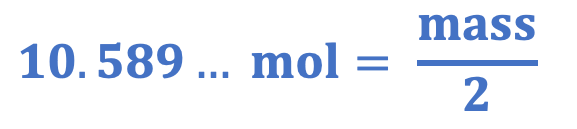 10.589 ... mol = mass
2